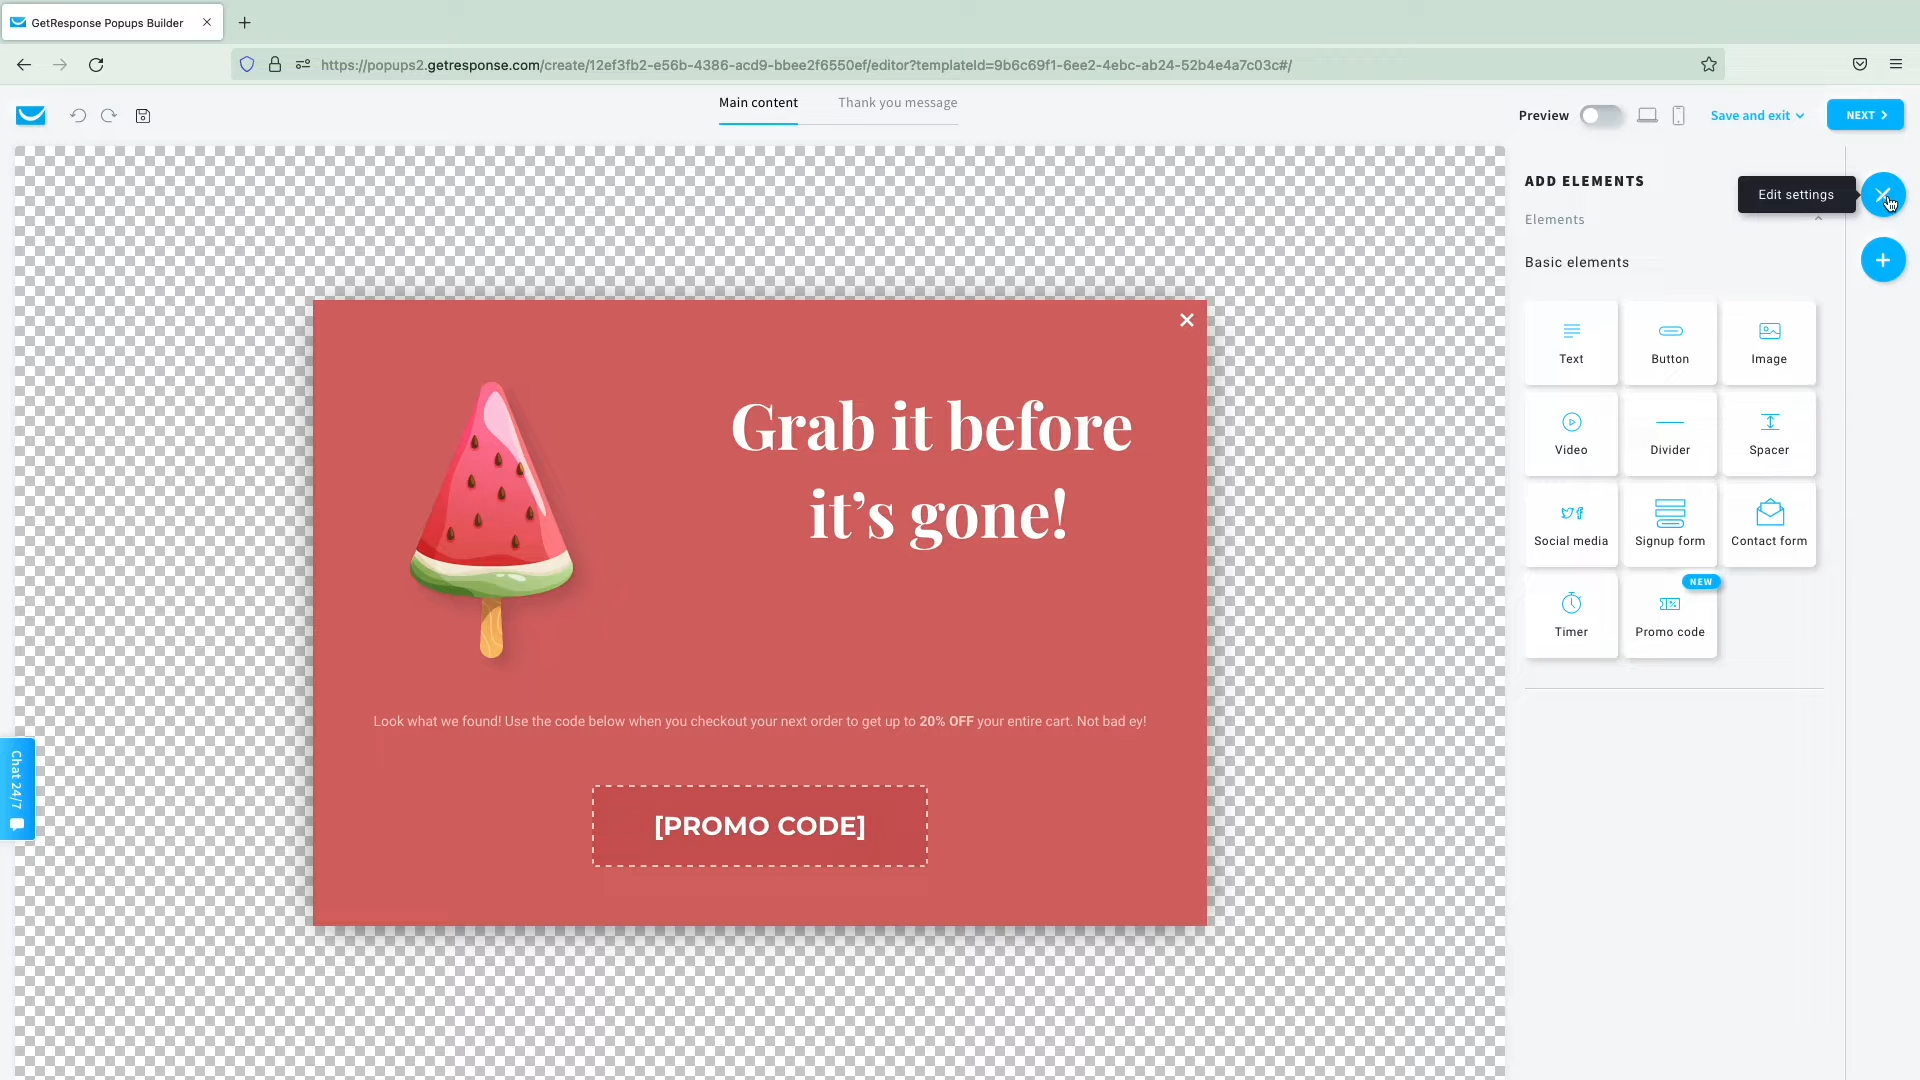 GetResponse Popups Builder
https://popups2.getresponse.com/create/12ef3fb2-e56b-4386-acd9-bbee2f6550ef/editor?templateId=9b6c69f1-6ee2-4ebc-ab24-52b4e4a7c03c#/
Main content
Thank you message
Preview
Save and exit
NEXT
ADD ELEMENTS
Edit settings
Elements
Basic elements
Text
Button
Image
Video
Divider
Spacer
Social media
Signup form
Contact form
NEW
Timer
Promo code
Grab it before
it’s gone!
Look what we found! Use the code below when you checkout your next order to get up to 20% OFF your entire cart. Not bad ey!
[PROMO CODE]
Chat 24/7